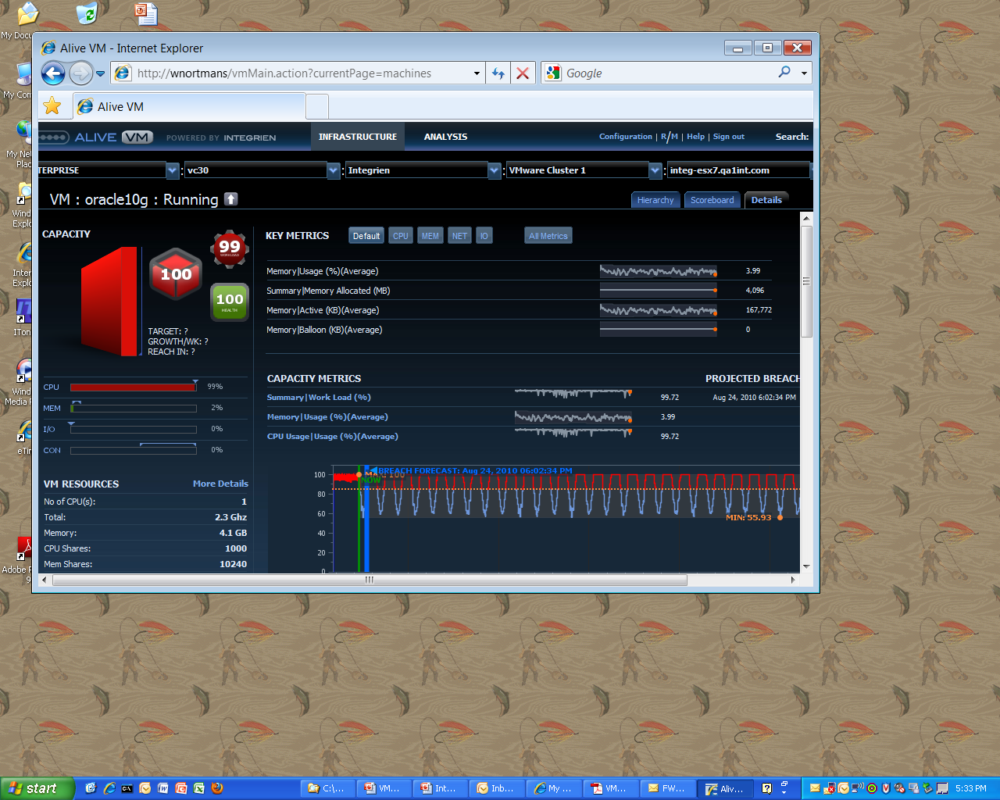 My Docu
Alive VM - Internet Explorer
http://wnortmans/vmMain.action?currentPage=machines
Google
My Com
Alive VM
ALIVE VM POWERED BY INTEGRIEN
INFRASTRUCTURE
ANALYSIS
Configuration | R/M | Help | Sign out
Search:
My Net
Plac
TERPRISE : vc30 : Integrien : VMware Cluster 1 : integ-esx7.qa1int.com
VM : oracle10g : Running
Hierarchy
Scoreboard
Details
Wind
Explo
CAPACITY
99
WORKLOAD
100
100
HEALTH
TARGET: ?
GROWTH/WK: ?
REACH IN: ?
KEY METRICS
Default
CPU
MEM
NET
IO
All Metrics
Memory|Usage (%)(Average) 3.99
Summary|Memory Allocated (MB) 4,096
Memory|Active (KB)(Average) 167,772
Memory|Balloon (KB)(Average) 0
Inter
Explo
ITon
CPU 99%
MEM 2%
I/O 0%
CON 0%
CAPACITY METRICS
PROJECTED BREACH
Summary|Work Load (%) 99.72 Aug 24, 2010 6:02:34 PM
Memory|Usage (%)(Average) 3.99
CPU Usage|Usage (%)(Average) 99.72
Wind
Media P
eTin
VM RESOURCES
More Details
No of CPU(s): 1
Total: 2.3 Ghz
Memory: 4.1 GB
CPU Shares: 1000
Mem Shares: 10240
BREACH FORECAST: Aug 24, 2010 06:02:34 PM
NOW
MIN: 55.93
100
80
60
40
20
0
Adobe R
9
start
C:\...
VM...
Int...
Inb...
My ...
VM...
FW...
Aliv...
5:33 PM